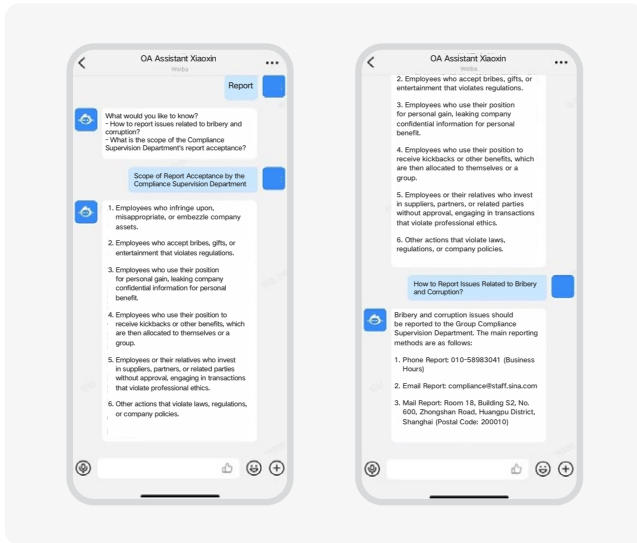 OA Assistant Xiaoxin
Weiba
Report
What would you like to know?
- How to report issues related to bribery and
corruption?
- What is the scope of the Compliance
Supervision Department's report acceptance?
Scope of Report Acceptance by the
Compliance Supervision Department
1. Employees who infringe upon,
misappropriate, or embezzle company
assets.
2. Employees who accept bribes, gifts, or
entertainment that violates regulations.
3. Employees who use their position
for personal gain, leaking company
confidential information for personal
benefit.
4. Employees who use their position to
receive kickbacks or other benefits, which
are then allocated to themselves or a
group.
5. Employees or their relatives who invest
in suppliers, partners, or related parties
without approval, engaging in transactions
that violate professional ethics.
6. Other actions that violate laws, regulations,
or company policies.
OA Assistant Xiaoxin
Weiba
2. Employees who accept bribes, gifts, or
entertainment that violates regulations.
3. Employees who use their position
for personal gain, leaking company
confidential information for personal
benefit.
4. Employees who use their position to
receive kickbacks or other benefits, which
are then allocated to themselves or a
group.
5. Employees or their relatives who invest
in suppliers, partners, or related parties
without approval, engaging in transactions
that violate professional ethics.
6. Other actions that violate laws,
regulations, or company policies.
How to Report Issues Related to Bribery
and Corruption?
Bribery and corruption issues should
be reported to the Group Compliance
Supervision Department. The main reporting
methods are as follows:
1. Phone Report: 010-58983041 (Business
Hours)
2. Email Report: compliance@staff.sina.com
3. Mail Report: Room 18, Building S2, No.
600, Zhongshan Road, Huangpu District,
Shanghai (Postal Code: 200010)